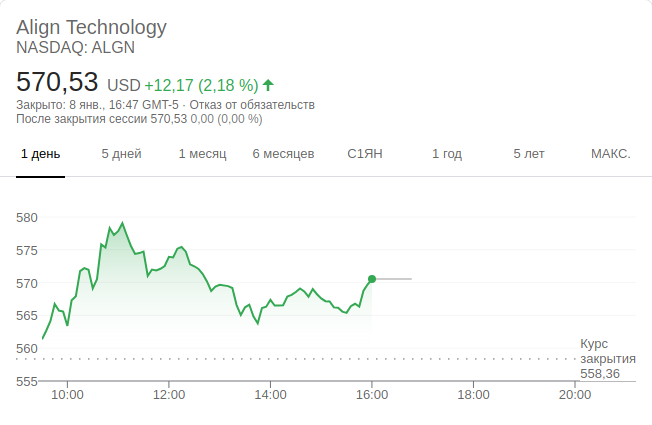 Align Technology
NASDAQ: ALGN
570,53 USD +12,17 (2,18 %)
Закрыто: 8 янв., 16:47 GMT-5 · Отказ от обязательств
После закрытия сессии 570,53 0,00 (0,00 %)
1 день 5 дней 1 месяц 6 месяцев С1ЯН 1 год 5 лет МАКС.
580
575
570
565
560
555
Курс
закрытия
558,36
10:00 12:00 14:00 16:00 18:00 20:00